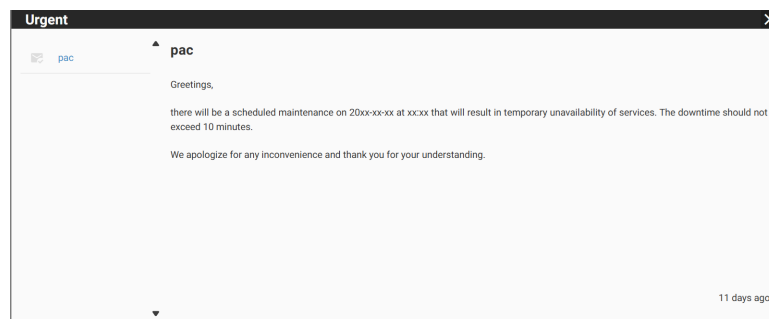 Urgent
pac
pac
Greetings,
there will be a scheduled maintenance on 20xx-xx-xx at xx:xx that will result in temporary unavailability of services. The downtime should not
exceed 10 minutes.
We apologize for any inconvenience and thank you for your understanding.
11 days ago